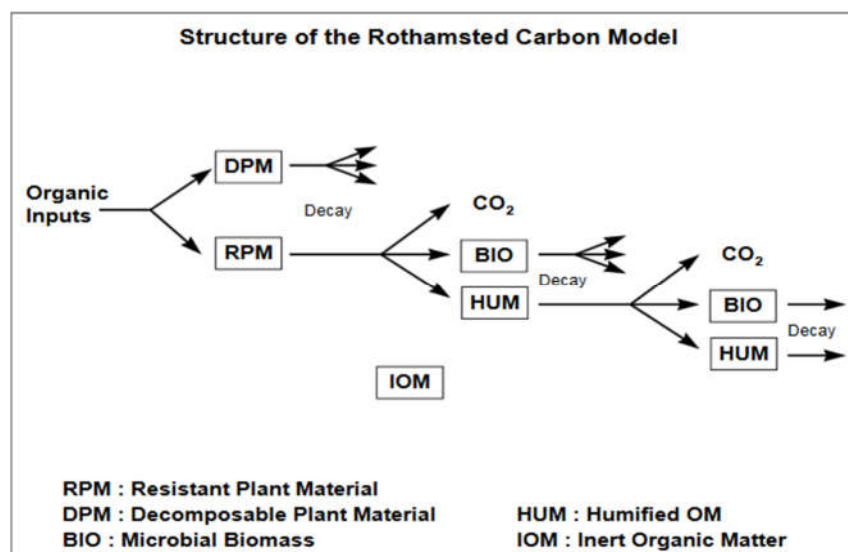 Structure of the Rothamsted Carbon Model
DPM
Organic
Inputs
Decay
CO₂
RPM
BIO
CO₂
Decay
HUM
BIO
Decay
HUM
IOM
RPM : Resistant Plant Material
DPM : Decomposable Plant Material
HUM : Humified OM
BIO : Microbial Biomass
IOM : Inert Organic Matter